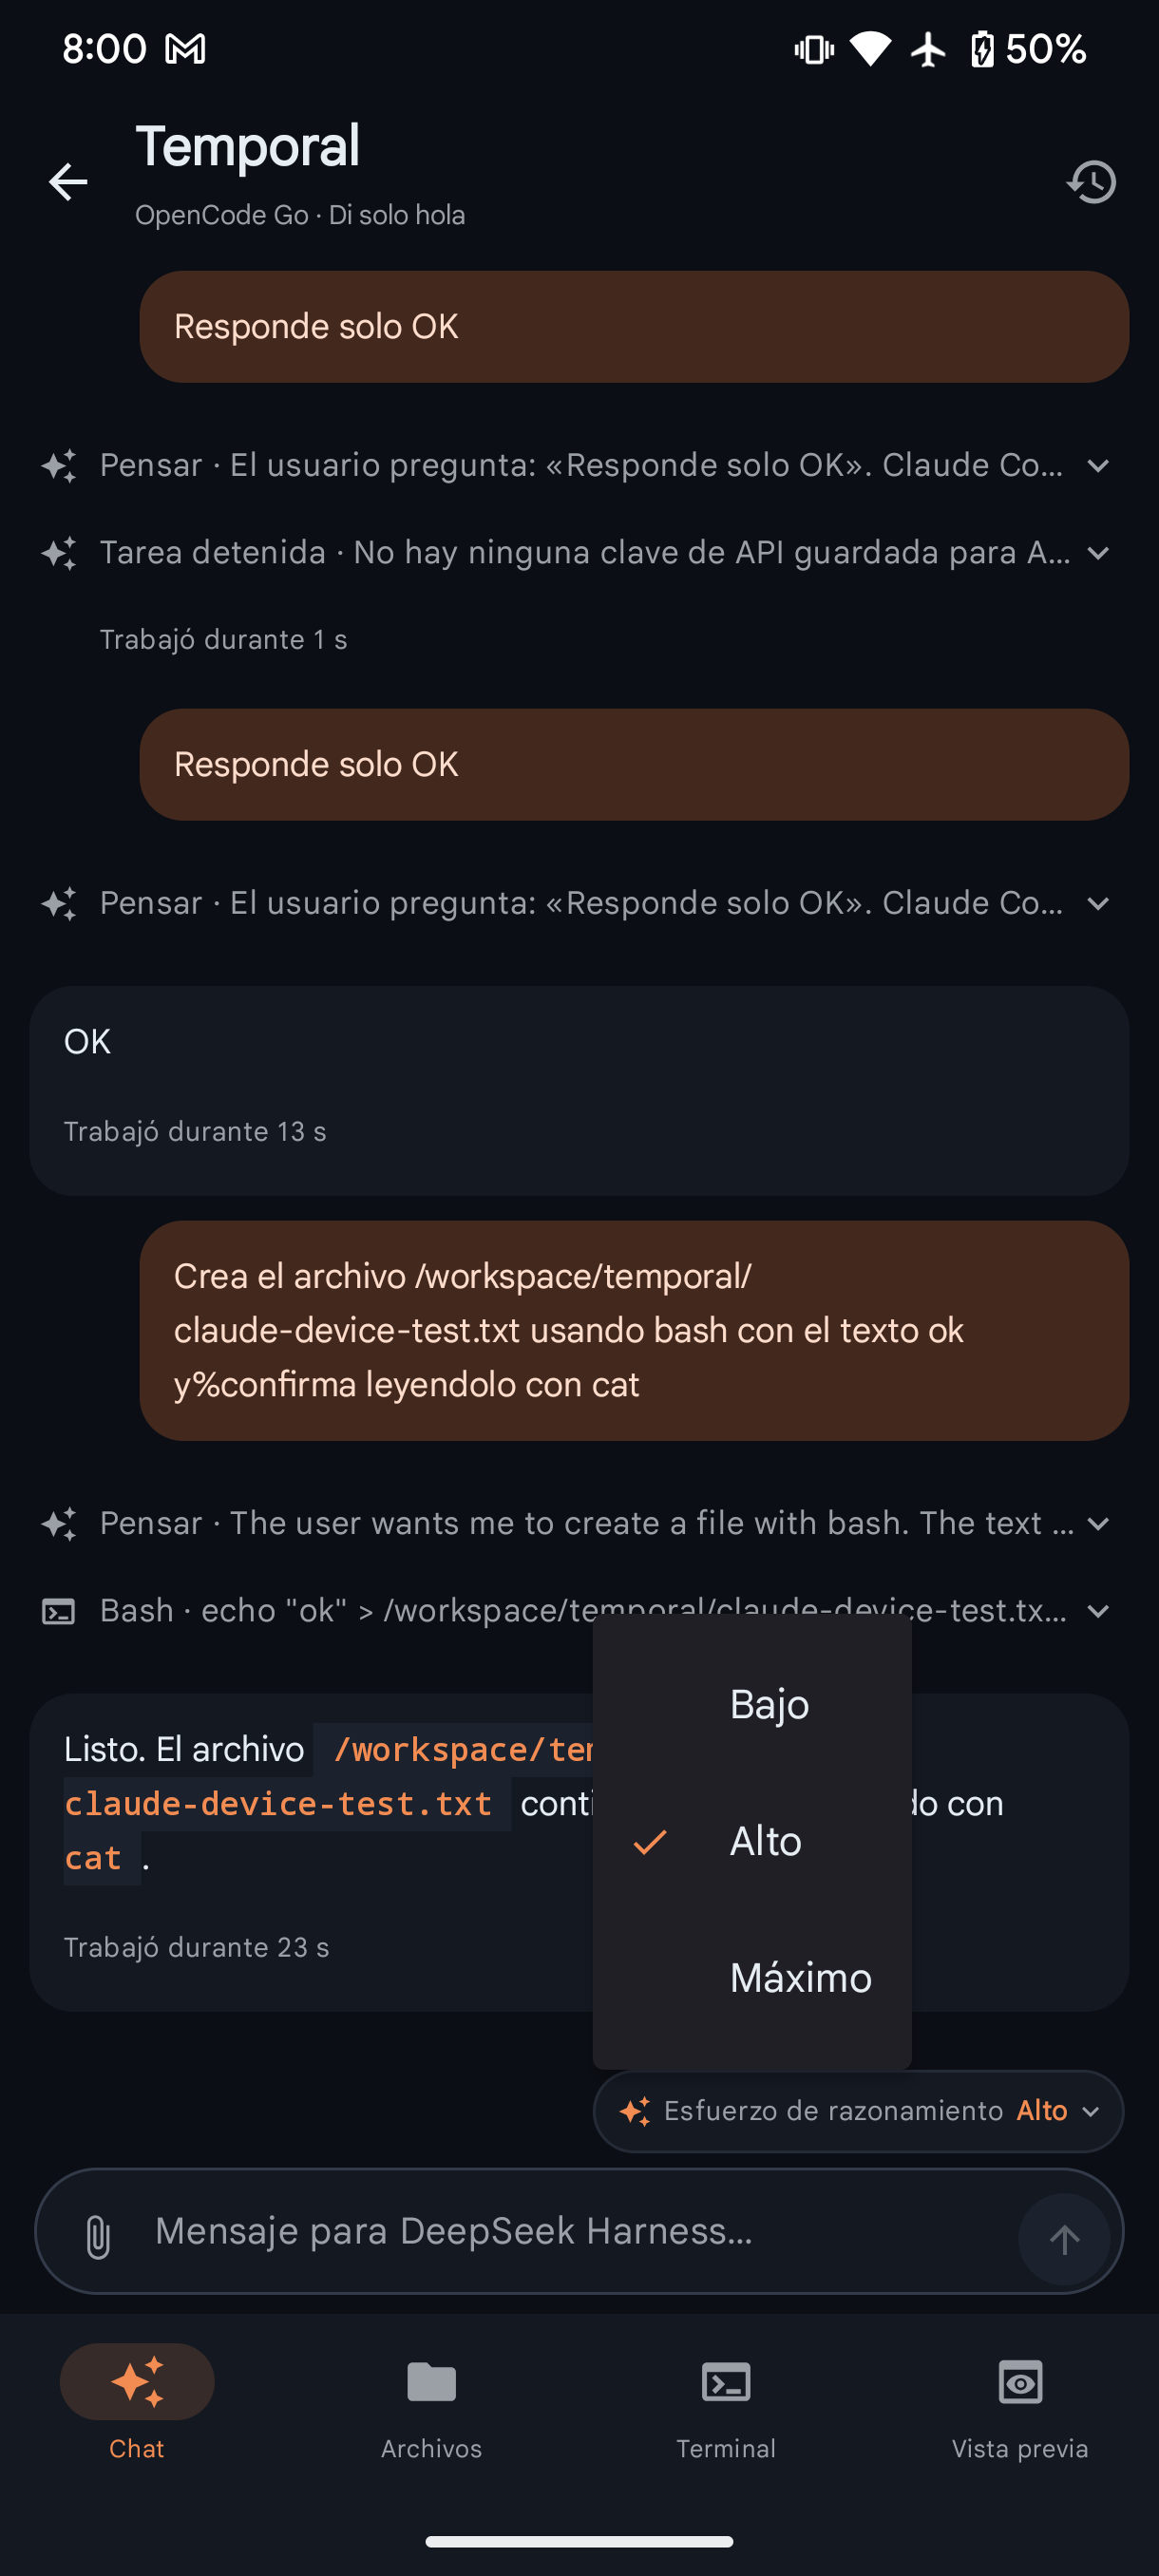 8:00
50%
Temporal
OpenCode Go · Di solo hola
Responde solo OK
Pensar · El usuario pregunta: «Responde solo OK». Claude Co...
Tarea detenida · No hay ninguna clave de API guardada para A...
Trabajó durante 1 s
Responde solo OK
Pensar · El usuario pregunta: «Responde solo OK». Claude Co...
OK
Trabajó durante 13 s
Crea el archivo /workspace/temporal/
claude-device-test.txt usando bash con el texto ok
y%confirma leyendolo con cat
Pensar · The user wants me to create a file with bash. The text ...
Bash · echo "ok" > /workspace/temporal/claude-device-test.tx...
Bajo
Listo. El archivo /workspace/ter
claude-device-test.txt conti do con
Alto
cat .
Trabajó durante 23 s
Máximo
Esfuerzo de razonamiento Alto
Mensaje para DeepSeek Harness...
Chat
Archivos
Terminal
Vista previa